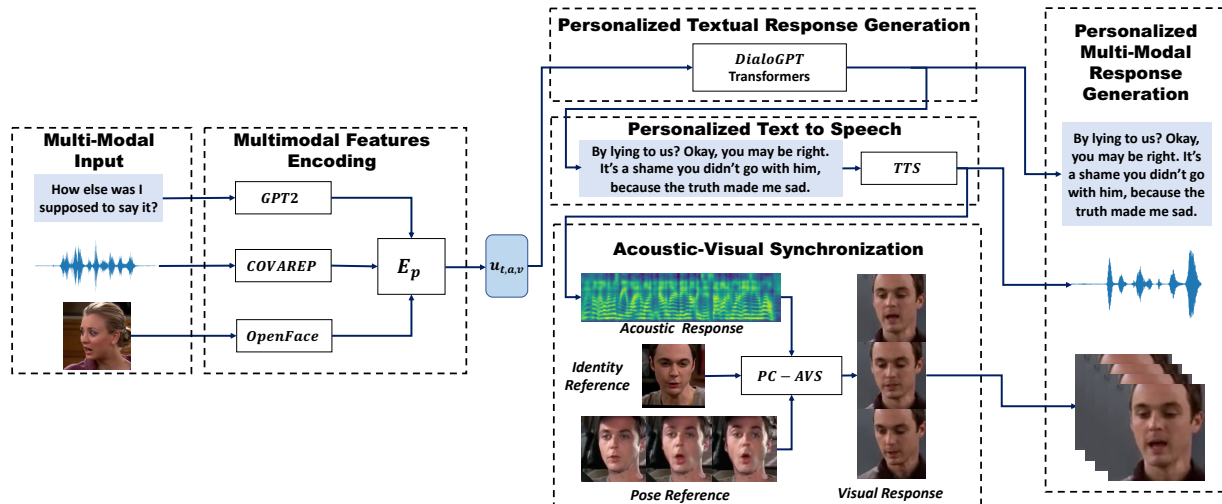 Multi-Modal
Input
How else was I
supposed to say it?
Multimodal Features
Encoding
GPT2
COVAREP
OpenFace
E_p
u_{t,a,v}
Personalized Textual Response Generation
DialoGPT
Transformers
Personalized Text to Speech
By lying to us? Okay, you may be right.
It's a shame you didn't go with him,
because the truth made me sad.
TTS
Acoustic-Visual Synchronization
Acoustic Response
Identity
Reference
PC-AVS
Pose Reference
Visual Response
Personalized
Multi-Modal
Response
Generation
By lying to us? Okay,
you may be right. It's
a shame you didn't go
with him, because the
truth made me sad.